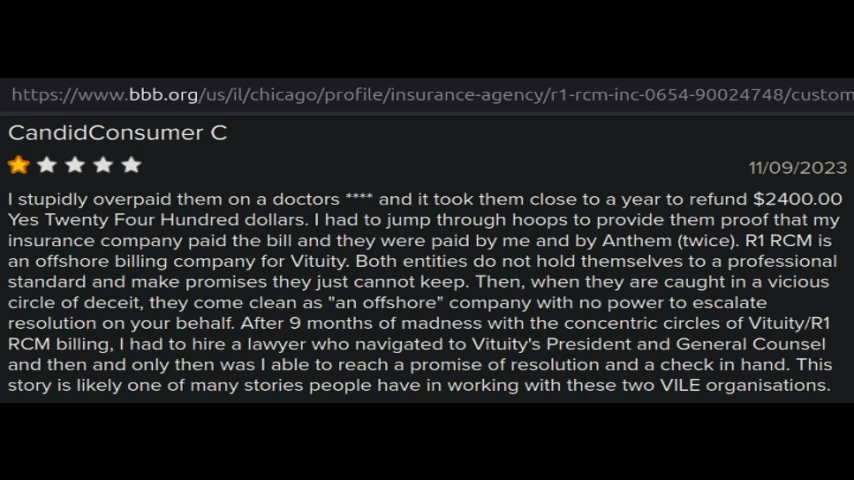 https://www.bbb.org/us/il/chicago/profile/insurance-agency/r1-rcm-inc-0654-90024748/custom
CandidConsumer C
11/09/2023
I stupidly overpaid them on a doctors **** and it took them close to a year to refund $2400.00
Yes Twenty Four Hundred dollars. I had to jump through hoops to provide them proof that my
insurance company paid the bill and they were paid by me and by Anthem (twice). R1 RCM is
an offshore billing company for Vituity. Both entities do not hold themselves to a professional
standard and make promises they just cannot keep. Then, when they are caught in a vicious
circle of deceit, they come clean as "an offshore" company with no power to escalate
resolution on your behalf. After 9 months of madness with the concentric circles of Vituity/R1
RCM billing, I had to hire a lawyer who navigated to Vituity's President and General Counsel
and then and only then was I able to reach a promise of resolution and a check in hand. This
story is likely one of many stories people have in working with these two VILE organisations.